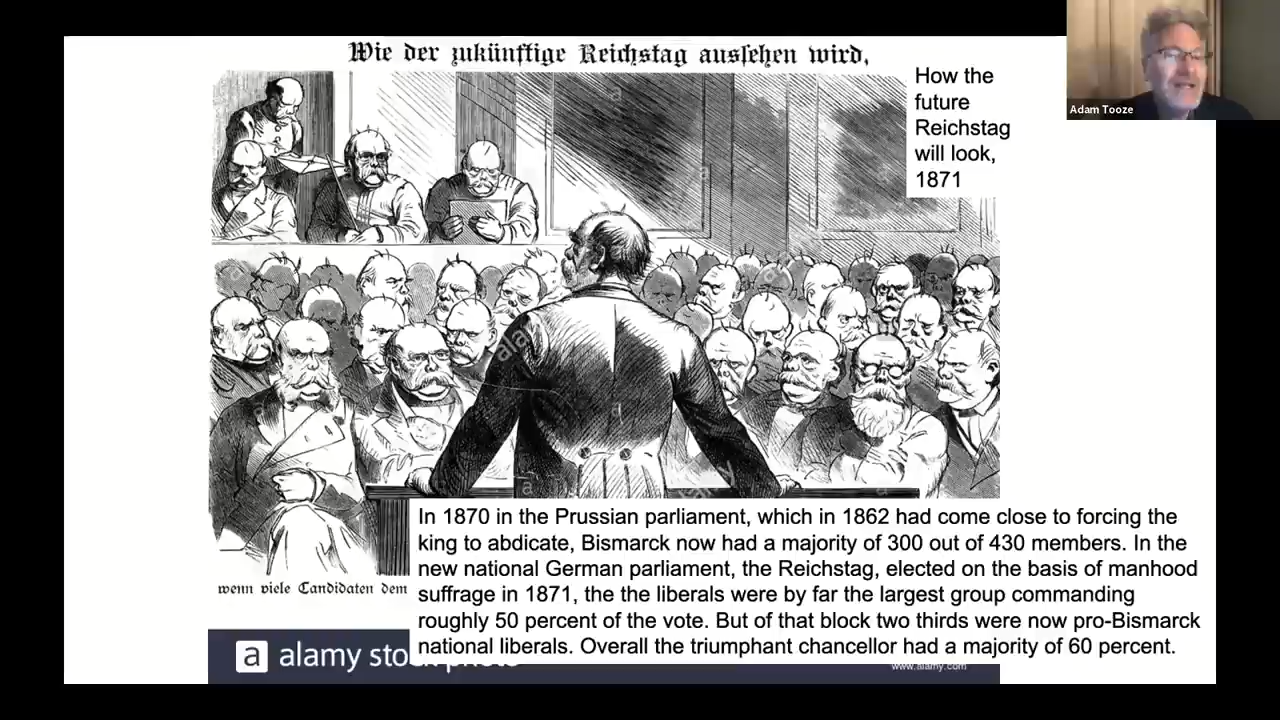 Wie der zukünftige Reichstag aussehen wird,
How the
future
Reichstag
will look,
1871
Adam Tooze
In 1870 in the Prussian parliament, which in 1862 had come close to forcing the
king to abdicate, Bismarck now had a majority of 300 out of 430 members. In the
new national German parliament, the Reichstag, elected on the basis of manhood
suffrage in 1871, the the liberals were by far the largest group commanding
roughly 50 percent of the vote. But of that block two thirds were now pro-Bismarck
national liberals. Overall the triumphant chancellor had a majority of 60 percent.
wenn viele Candidaten dem
a alamy stock photo
www.alamy.com
alamy
alamy
a
a
a
a
a